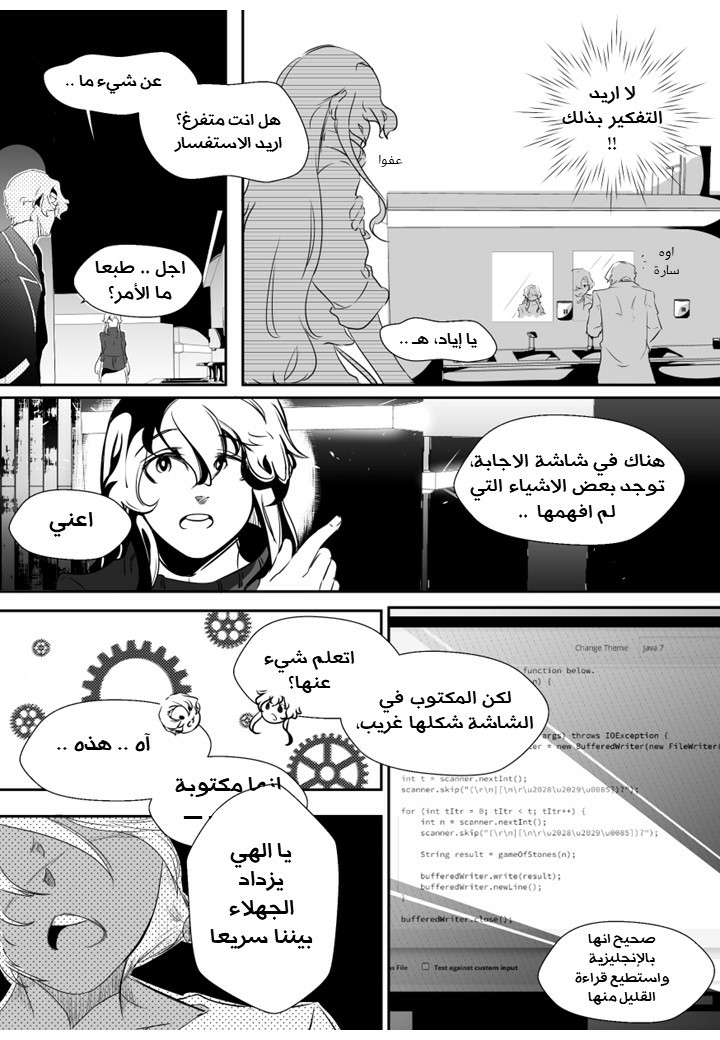 لا اريد
التفكير بذلك
!!
عفوا
اوه
سارة
يا إياد، هـ ..
عن شيء ما ..
هل انت متفرغ؟
اريد الاستفسار
اجل .. طبعا
ما الأمر؟
هناك في شاشة الاجابة،
توجد بعض الاشياء التي
لم افهمها ..
اعني
Change Theme Java 7
function below.
n) {
args) throws IOException {
ter = new BufferedWriter(new FileWriter(
int t = scanner.nextInt();
scanner.skip("(\r\n|[\n\r\u2028\u2029\u0085])?");
for (int tItr = 0; tItr < t; tItr++) {
int n = scanner.nextInt();
scanner.skip("(\r\n|[\n\r\u2028\u2029\u0085])?");
String result = gameOfStones(n);
bufferedWriter.write(result);
bufferedWriter.newLine();
}
bufferedWriter.close();
File Test against custom input
لكن المكتوب في
الشاشة شكلها غريب،
صحيح انها
بالإنجليزية
واستطيع قراءة
القليل منها
اتعلم شيء
عنها؟
آه .. هذه ..
انها مكتوبة
يا الهي
يزداد
الجهلاء
بيننا سريعا